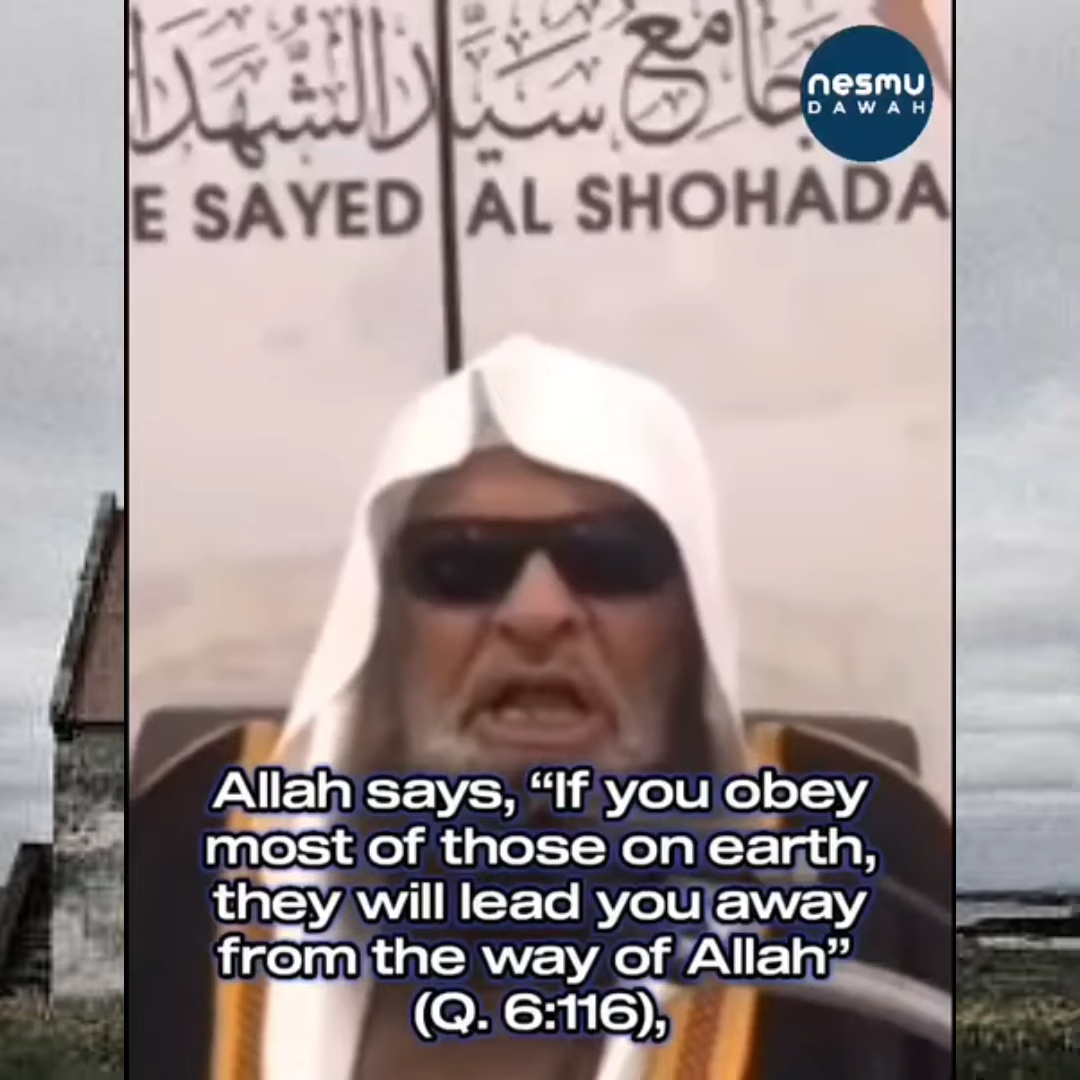 جامع سيد الشهدا
nesmu
DAWAH
E SAYED AL SHOHADA
Allah says, “If you obey
most of those on earth,
they will lead you away
from the way of Allah”
(Q. 6:116),